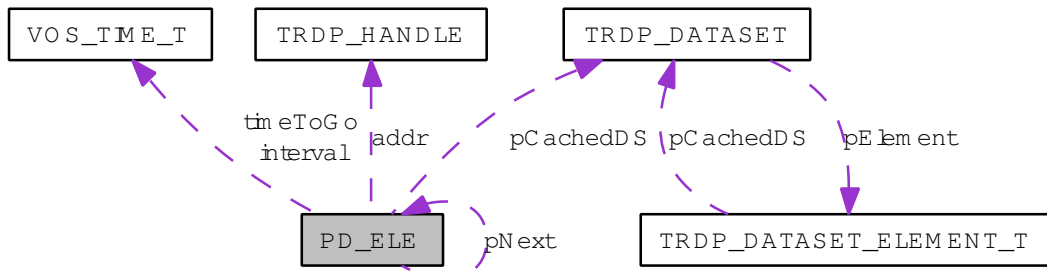 VOS_TIME_T
TRDP_HANDLE
TRDP_DATASET
timeToGo
interval
addr
pCachedDS
pCachedDS
pElement
PD_ELE
pNext
TRDP_DATASET_ELEMENT_T